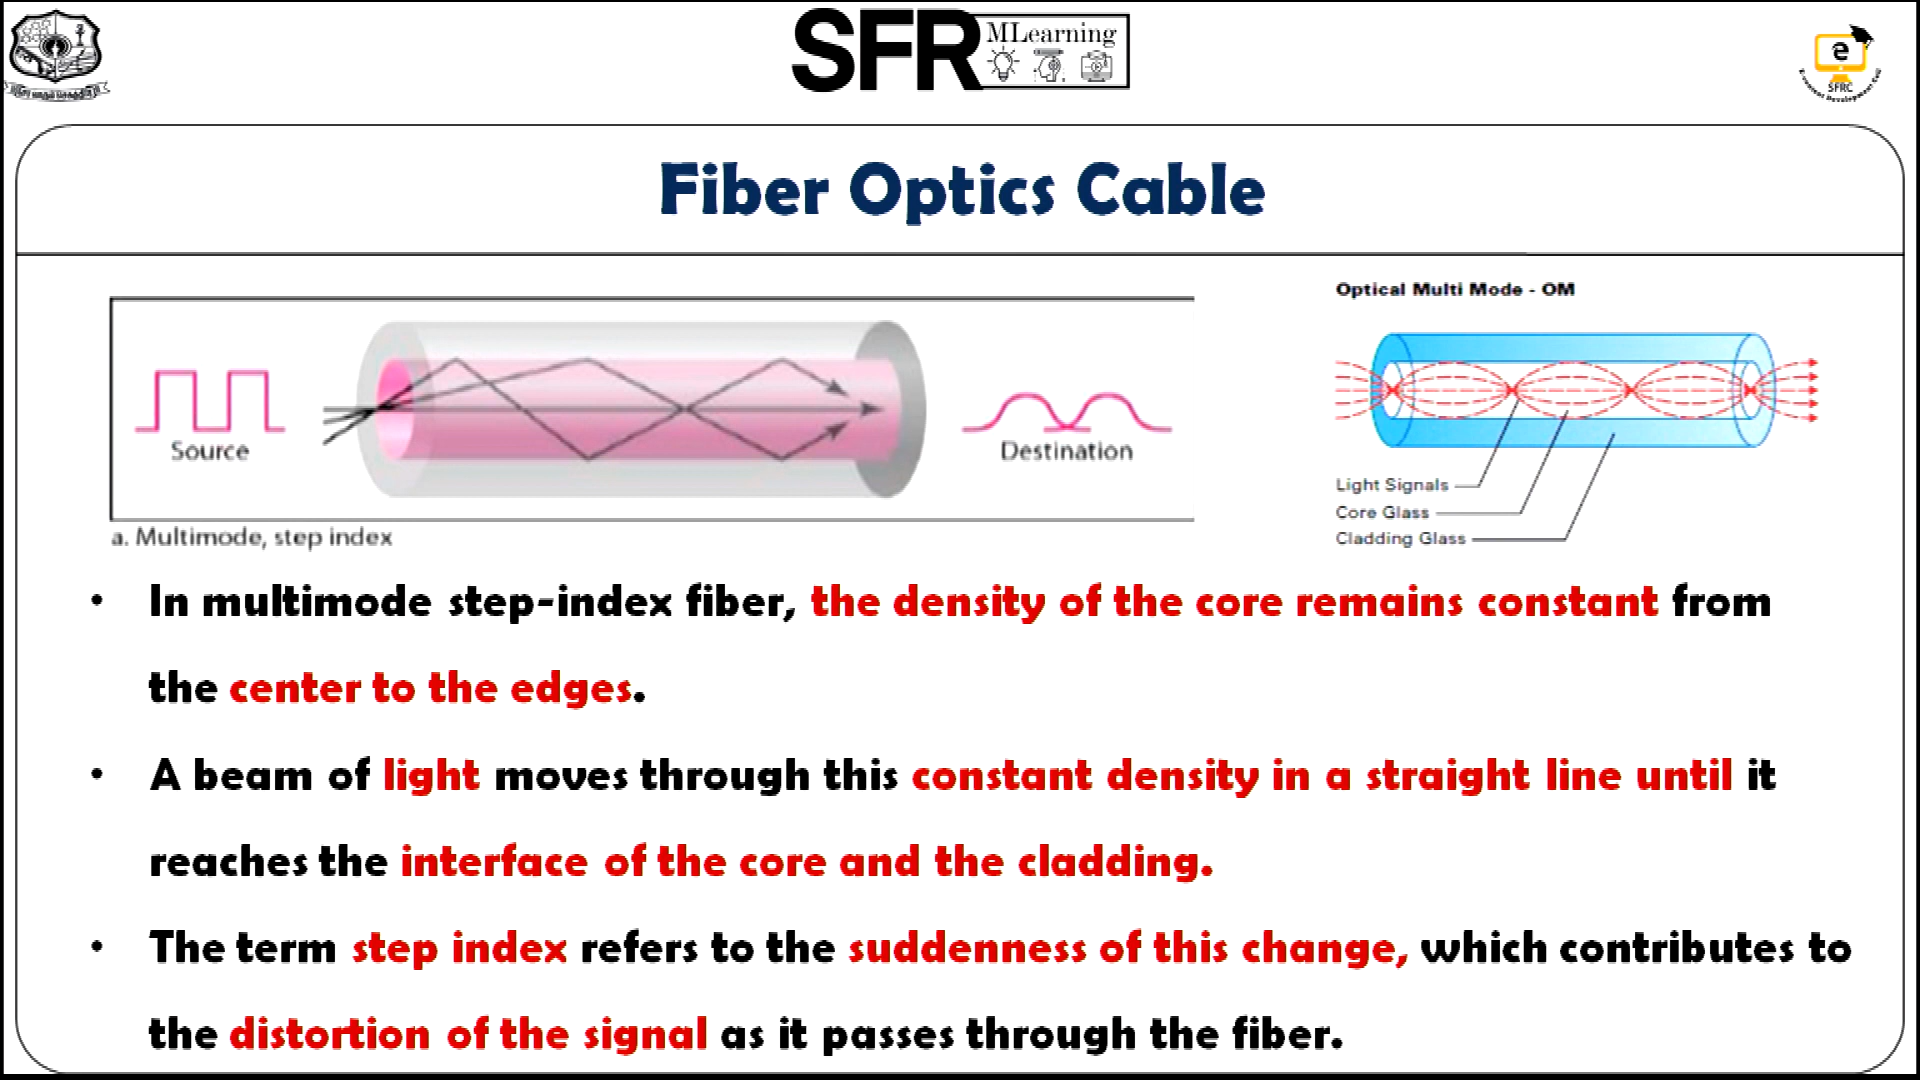 SFR MLearning
e
SFRC
Fiber Optics Cable
Source
Destination
a. Multimode, step index
Optical Multi Mode - OM
Light Signals
Core Glass
Cladding Glass
• In multimode step-index fiber, the density of the core remains constant from
the center to the edges.
• A beam of light moves through this constant density in a straight line until it
reaches the interface of the core and the cladding.
• The term step index refers to the suddenness of this change, which contributes to
the distortion of the signal as it passes through the fiber.